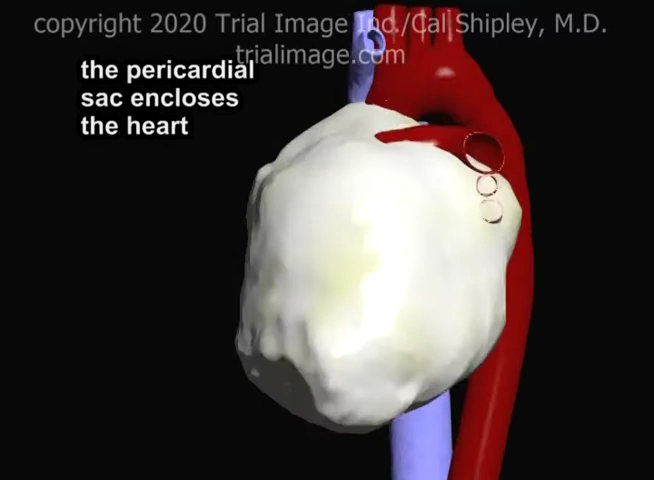 copyright 2020 Trial Image Inc./Cal Shipley, M.D.
trialimage.com
the pericardial
sac encloses
the heart